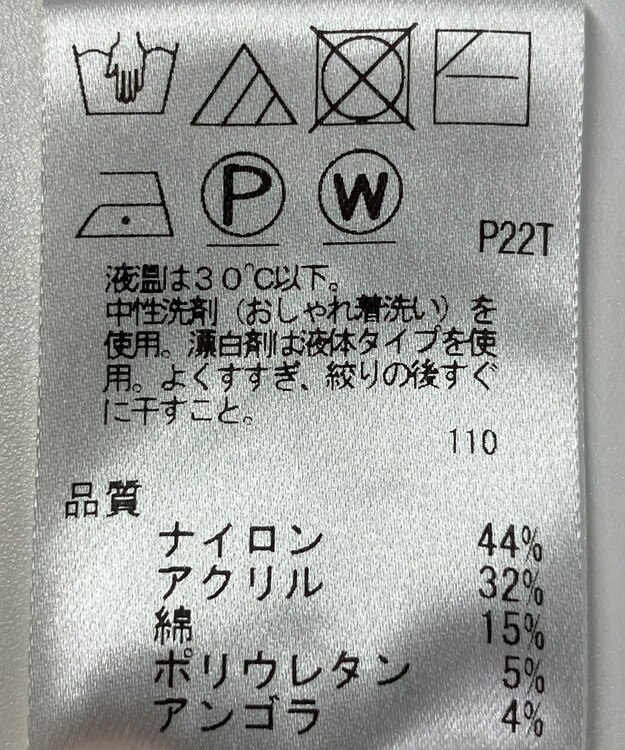 P W
P22T
液温は30℃以下。
中性洗剤（おしゃれ着洗い）を
使用。漂白剤は液体タイプを使
用。よくすすぎ、絞りの後すぐ
に干すこと。
110
品質
ナイロン 44%
アクリル 32%
綿 15%
ポリウレタン 5%
アンゴラ 4%